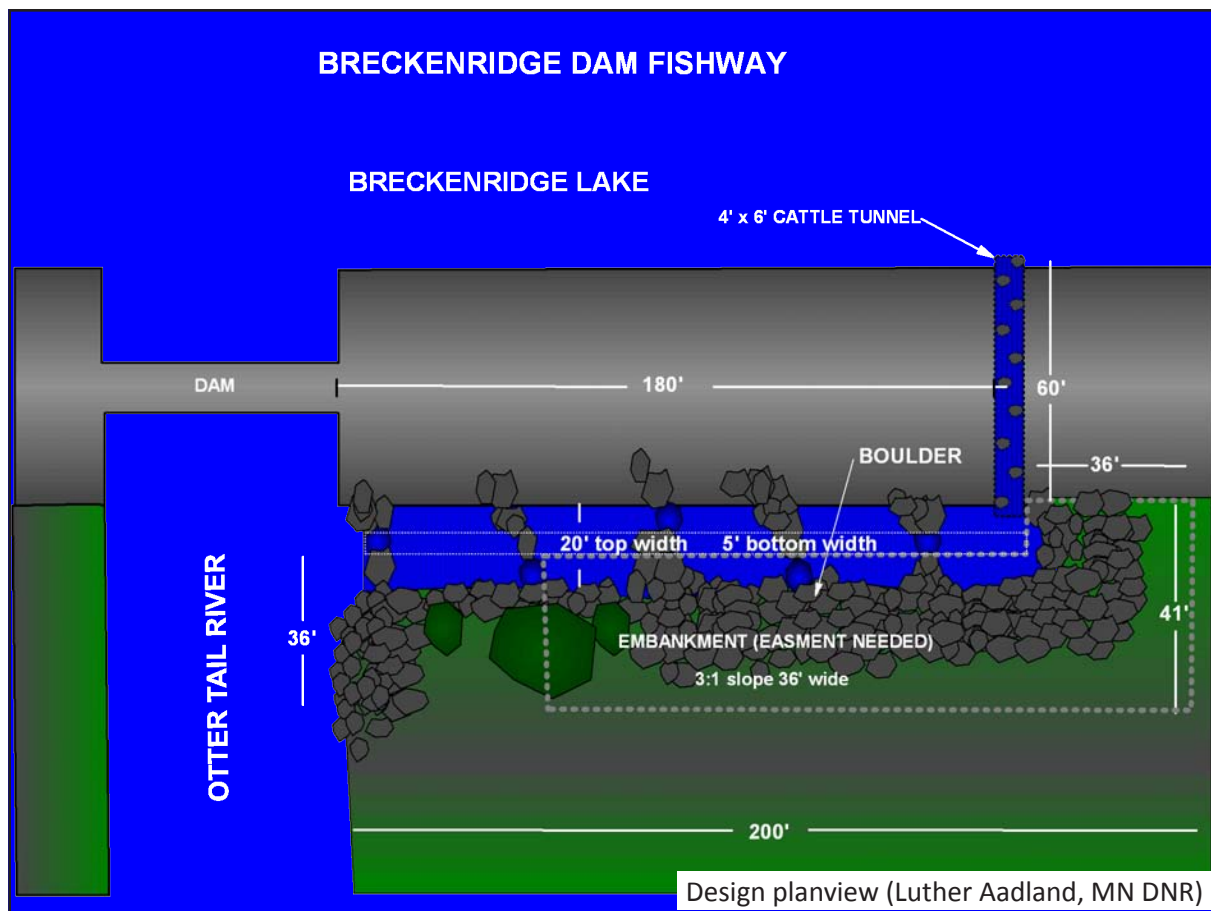 BRECKENRIDGE DAM FISHWAY
BRECKENRIDGE LAKE
4' x 6' CATTLE TUNNEL
DAM
180'
60'
BOULDER
36'
20' top width 5' bottom width
OTTER TAIL RIVER
36'
41'
EMBANKMENT (EASMENT NEEDED)
3:1 slope 36' wide
200'
Design planview (Luther Aadland, MN DNR)